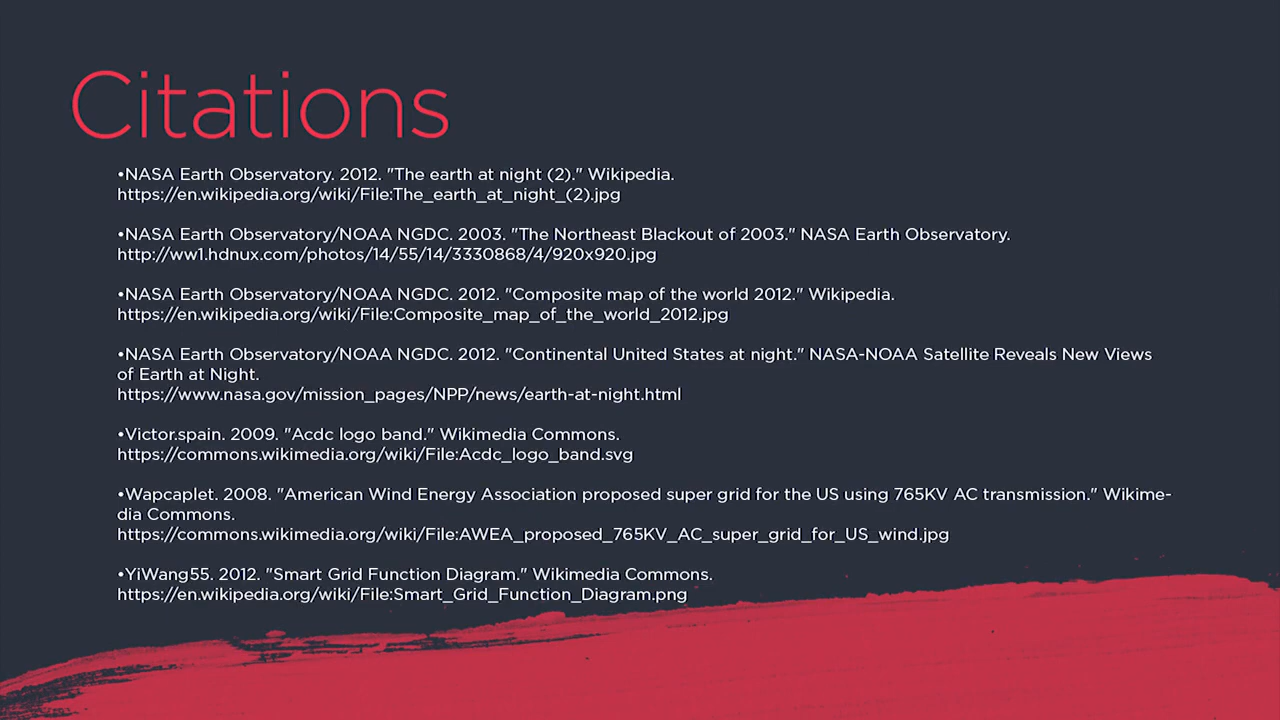 Citations
•NASA Earth Observatory. 2012. "The earth at night (2)." Wikipedia.
https://en.wikipedia.org/wiki/File:The_earth_at_night_(2).jpg
•NASA Earth Observatory/NOAA NGDC. 2003. "The Northeast Blackout of 2003." NASA Earth Observatory.
http://ww1.hdnux.com/photos/14/55/14/3330868/4/920x920.jpg
•NASA Earth Observatory/NOAA NGDC. 2012. "Composite map of the world 2012." Wikipedia.
https://en.wikipedia.org/wiki/File:Composite_map_of_the_world_2012.jpg
•NASA Earth Observatory/NOAA NGDC. 2012. "Continental United States at night." NASA-NOAA Satellite Reveals New Views
of Earth at Night.
https://www.nasa.gov/mission_pages/NPP/news/earth-at-night.html
•Victor.spain. 2009. "Acdc logo band." Wikimedia Commons.
https://commons.wikimedia.org/wiki/File:Acdc_logo_band.svg
•Wapcaplet. 2008. "American Wind Energy Association proposed super grid for the US using 765KV AC transmission." Wikime-
dia Commons.
https://commons.wikimedia.org/wiki/File:AWEA_proposed_765KV_AC_super_grid_for_US_wind.jpg
•YiWang55. 2012. "Smart Grid Function Diagram." Wikimedia Commons.
https://en.wikipedia.org/wiki/File:Smart_Grid_Function_Diagram.png